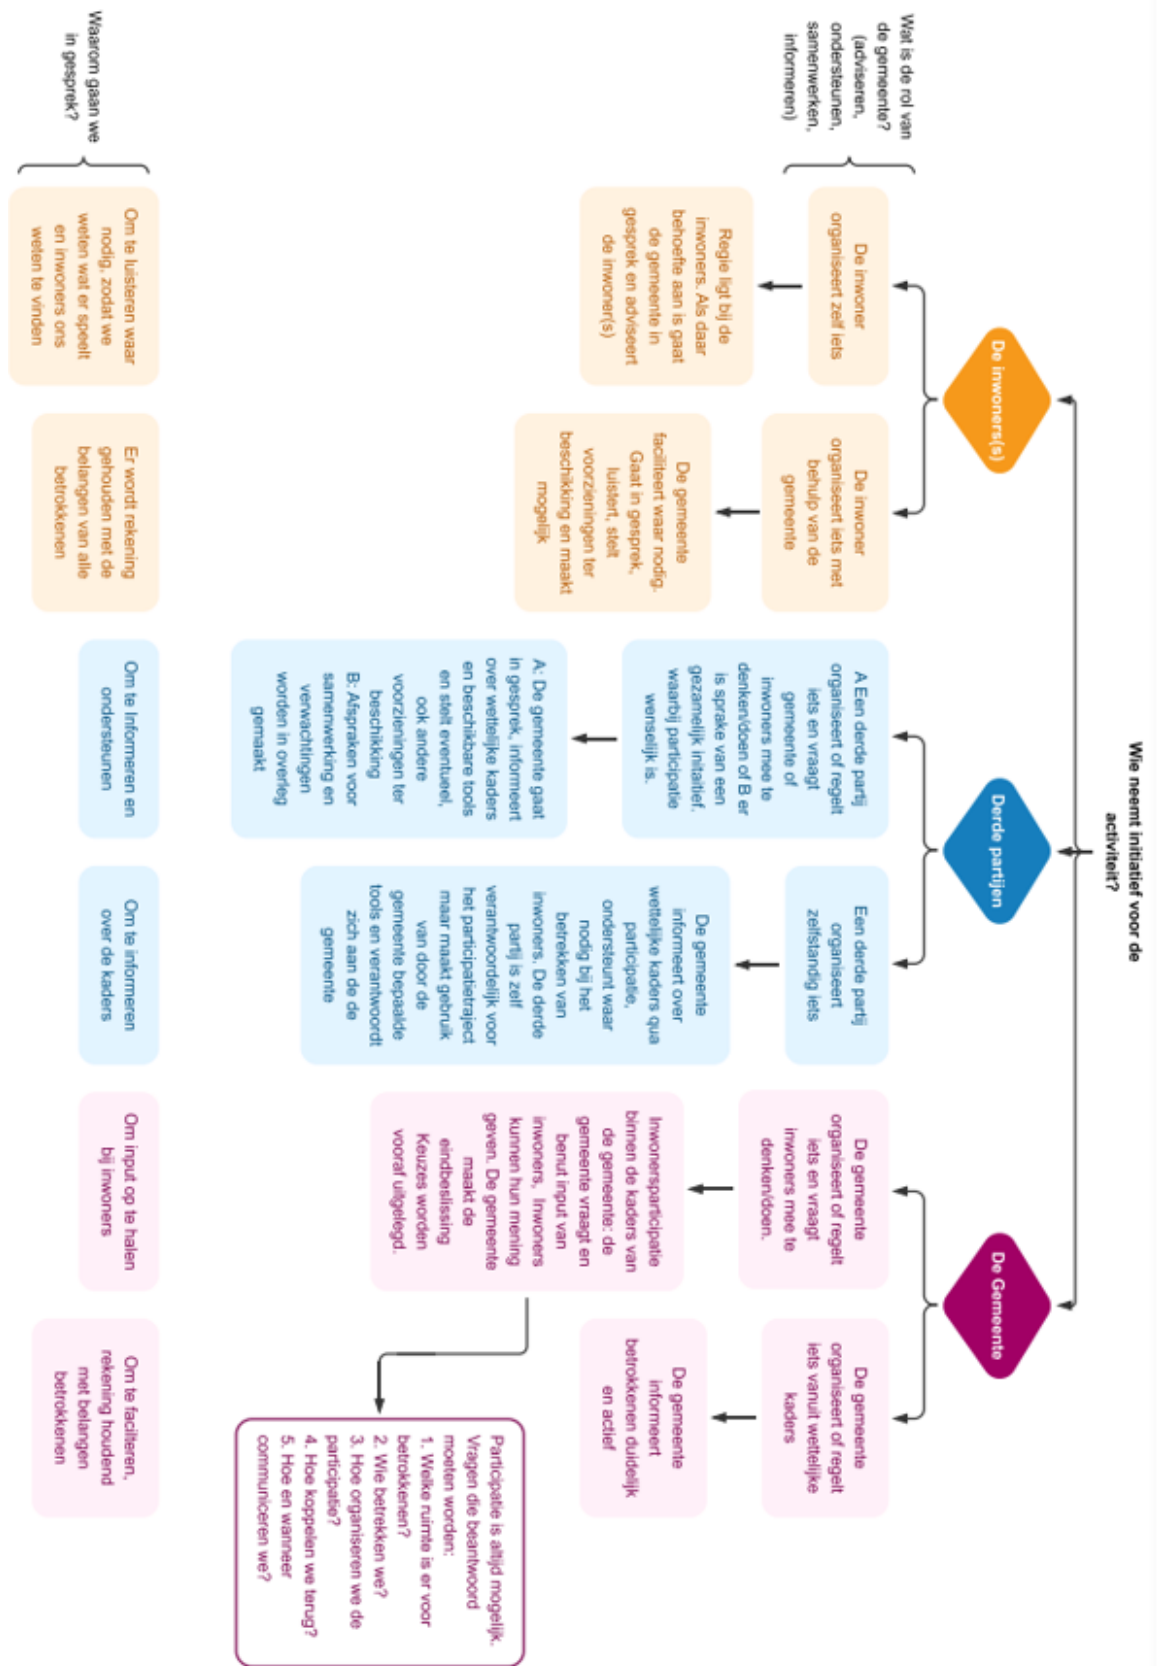 Wie neemt initiatief voor de
activiteit?
De inwoners(s)
Derde partijen
De Gemeente
Wat is de rol van
de gemeente?
(adviseren,
ondersteunen,
samenwerken,
informeren)
De inwoner
organiseert zelf iets
De inwoner
organiseert iets met
behulp van de
gemeente
A Een derde partij
organiseert of regelt
iets en vraagt
gemeente of
inwoners mee te
denken/doen of B er
is sprake van een
gezamelijk initaitief.
waarbij participatie
wenselijk is.
Een derde partij
organiseert
zelfstandig iets
De gemeente
organiseert of regelt
iets en vraagt
inwoners mee te
denken/doen.
De gemeente
organiseert of regelt
iets vanuit wettelijke
kaders
Regie ligt bij de
inwoners. Als daar
behoefte aan is gaat
de gemeente in
gesprek en adviseert
de inwoner(s)
De gemeente
faciliteert waar nodig.
Gaat in gesprek,
luistert, stelt
voorzieningen ter
beschikking en maakt
mogelijk
A: De gemeente gaat
in gesprek, informeert
over wettelijke kaders
en beschikbare tools
en stelt eventueel,
ook andere
voorzieningen ter
beschikking
B: Afspraken voor
samenwerking en
verwachtingen
worden in overleg
gemaakt
De gemeente
informeert over
wettelijke kaders qua
participatie,
ondersteunt waar
nodig bij het
betrekken van
inwoners. De derde
partij is zelf
verantwoordelijk voor
het participatietraject
maar maakt gebruik
van door de
gemeente bepaalde
tools en verantwoordt
zich aan de de
gemeente
Inwonersparticipatie
binnen de kaders van
de gemeente: de
gemeente vraagt en
benut input van
inwoners, Inwoners
kunnen hun mening
geven. De gemeente
maakt de
eindbeslissing
Keuzes worden
vooraf uitgelegd.
De gemeente
informeert
betrokkenen duidelijk
en actief
Participatie is altijd mogelijk.
Vragen die beantwoord
moeten worden:
1. Welke ruimte is er voor
betrokkenen?
2. Wie betrekken we?
3. Hoe organiseren we de
participatie?
4. Hoe koppelen we terug?
5. Hoe en wanneer
communiceren we?
Waarom gaan we
in gesprek?
Om te luisteren waar
nodig, zodat we
weten wat er speelt
en inwoners ons
weten te vinden
Er wordt rekening
gehouden met de
belangen van alle
betrokkenen
Om te Informeren en
ondersteunen
Om te informeren
over de kaders
Om input op te halen
bij inwoners
Om te faciliteren,
rekening houdend
met belangen
betrokkenen